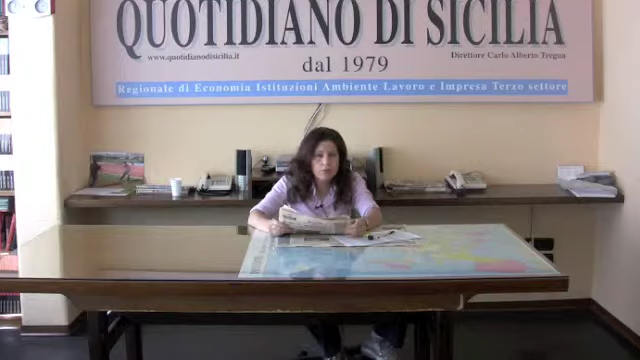 QUOTIDIANO DI SICILIA
www.quotidianodisicilia.it
Direttore Carlo Alberto Tregua
dal 1979
Regionale di Economia Istituzioni Ambiente Lavoro e Impresa Terzo settore